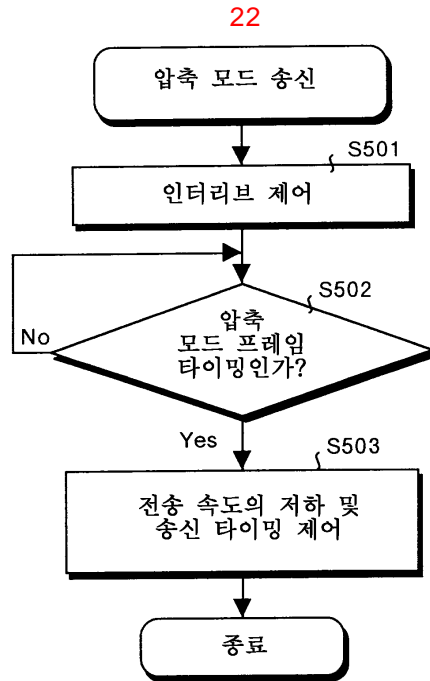 22
압축 모드 송신
S501
인터리브 제어
S502
압축
모드 프레임
타이밍인가?
No
Yes
S503
전송 속도의 저하 및
송신 타이밍 제어
종료